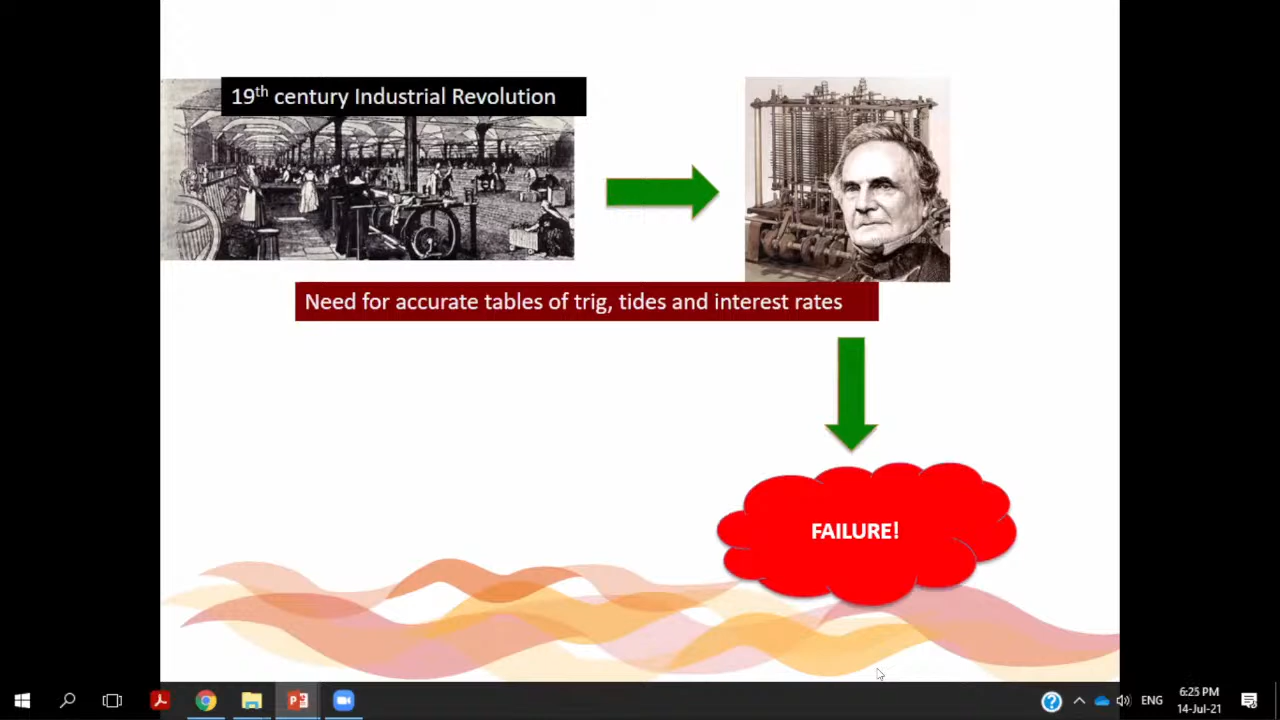 19th century Industrial Revolution
Need for accurate tables of trig, tides and interest rates
FAILURE!
ENG
6:25 PM
14-Jul-21